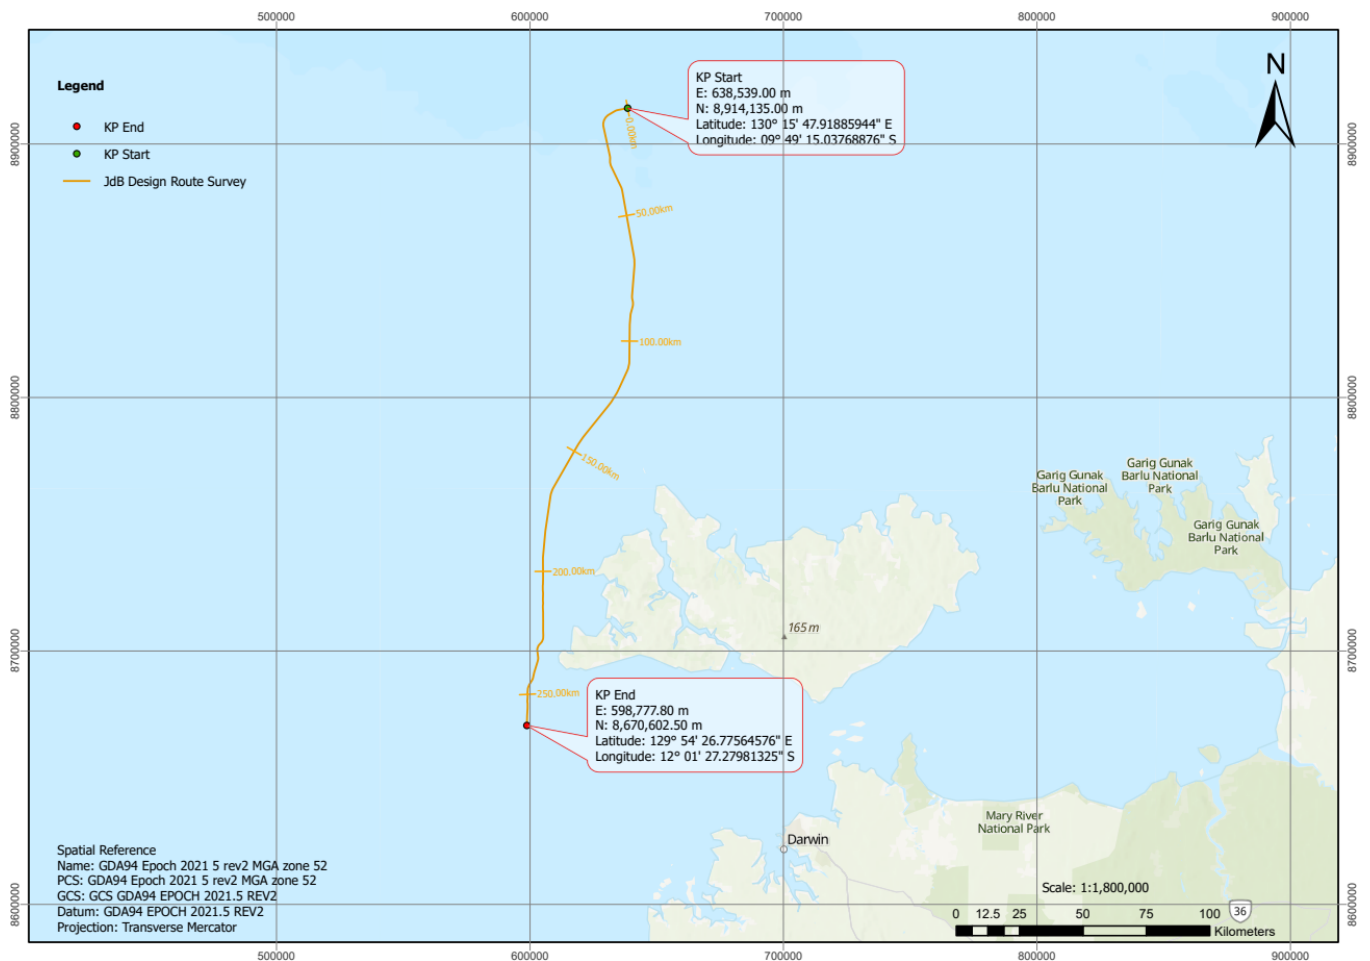 500000
600000
700000
800000
900000
Legend
KP End
KP Start
JdB Design Route Survey
KP Start
E: 638,539.00 m
N: 8,914,135.00 m
Latitude: 130° 15' 47.91885944" E
Longitude: 09° 49' 15.03768876" S
N
0.00km
8900000
8900000
50.00km
100.00km
8800000
8800000
150.00km
Garig Gunak
Barlu National
Park
Garig Gunak
Barlu National
Park
Garig Gunak
Barlu National
Park
200.00km
165 m
8700000
8700000
250.00km
KP End
E: 598,777.80 m
N: 8,670,602.50 m
Latitude: 129° 54' 26.77564576" E
Longitude: 12° 01' 27.27981325" S
Mary River
National Park
Darwin
Spatial Reference
Name: GDA94 Epoch 2021 5 rev2 MGA zone 52
PCS: GDA94 Epoch 2021 5 rev2 MGA zone 52
GCS: GCS GDA94 EPOCH 2021.5 REV2
Datum: GDA94 EPOCH 2021.5 REV2
Projection: Transverse Mercator
Scale: 1:1,800,000
0 12.5 25 50 75 100
Kilometers
36
8600000
8600000
500000
600000
700000
800000
900000